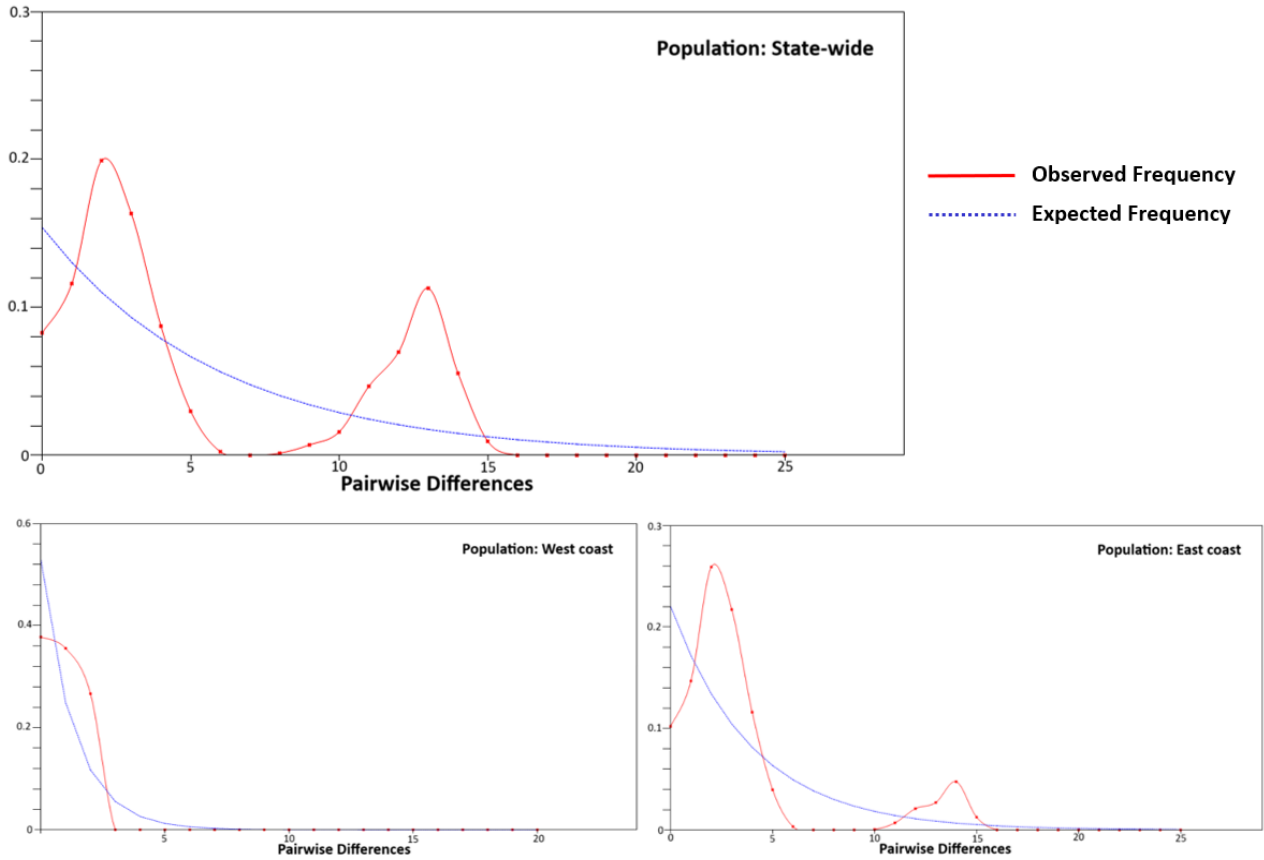 0.3
Population: State-wide
0.2
0.1
0
0 5 10 15 20 25
Pairwise Differences
Observed Frequency
Expected Frequency
0.6
Population: West coast
0.4
0.2
0
5 10 15 20
Pairwise Differences
0.3
Population: East coast
0.2
0.1
0
0 5 10 15 20 25
Pairwise Differences